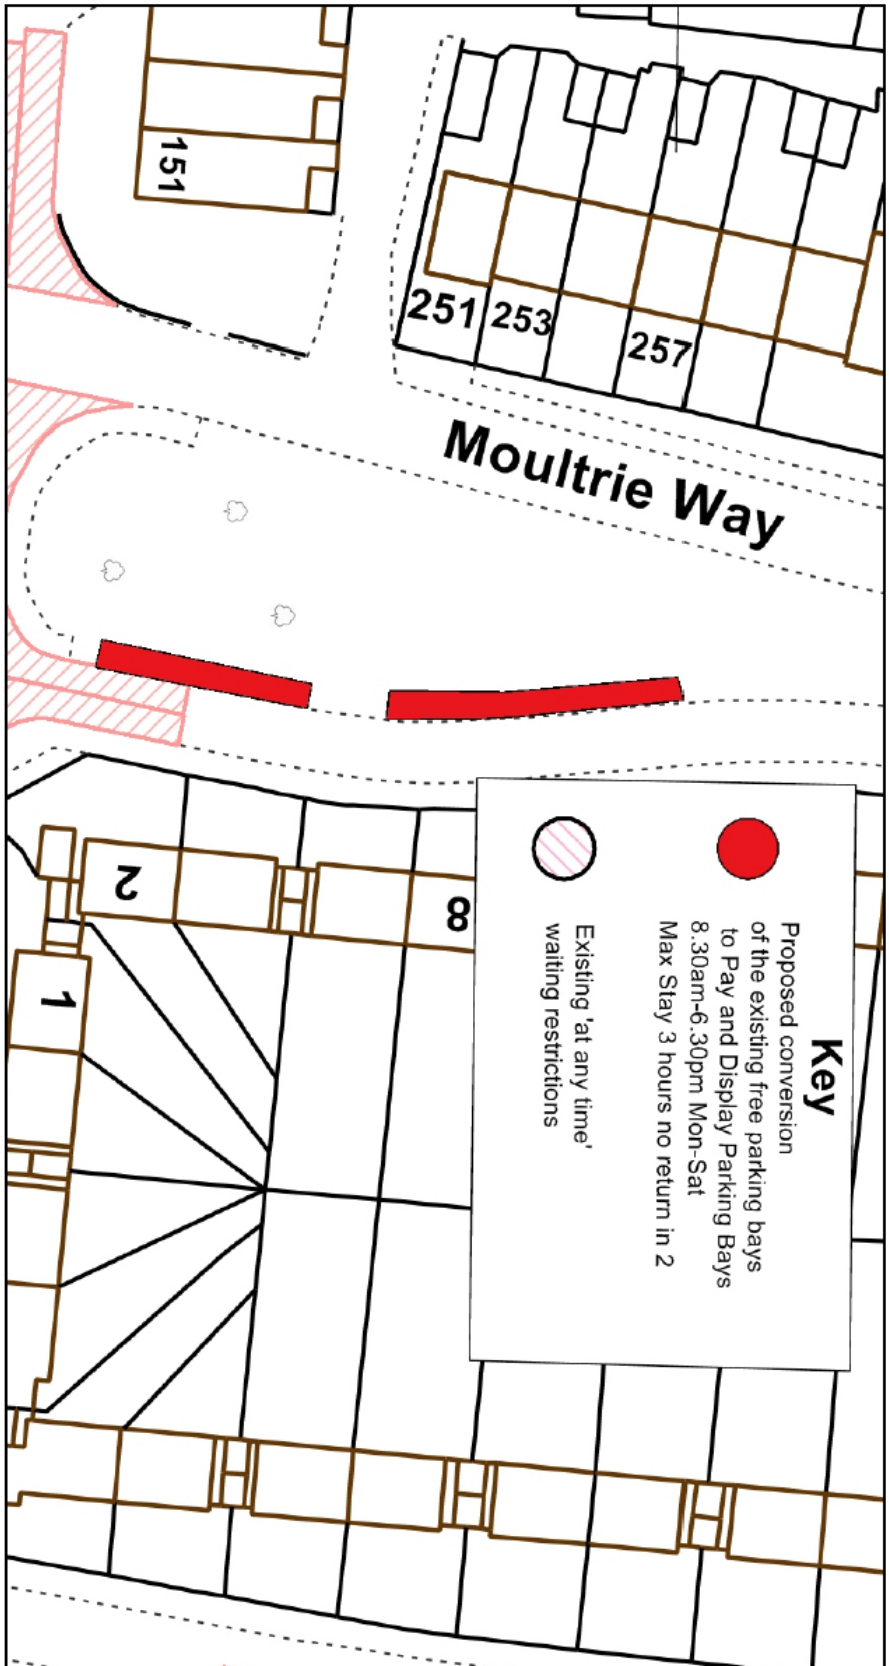 151
251
253
257
Moultrie Way
Key
Proposed conversion
of the existing free parking bays
to Pay and Display Parking Bays
8.30am-6.30pm Mon-Sat
Max Stay 3 hours no return in 2
Existing 'at any time'
waiting restrictions
2
8
1